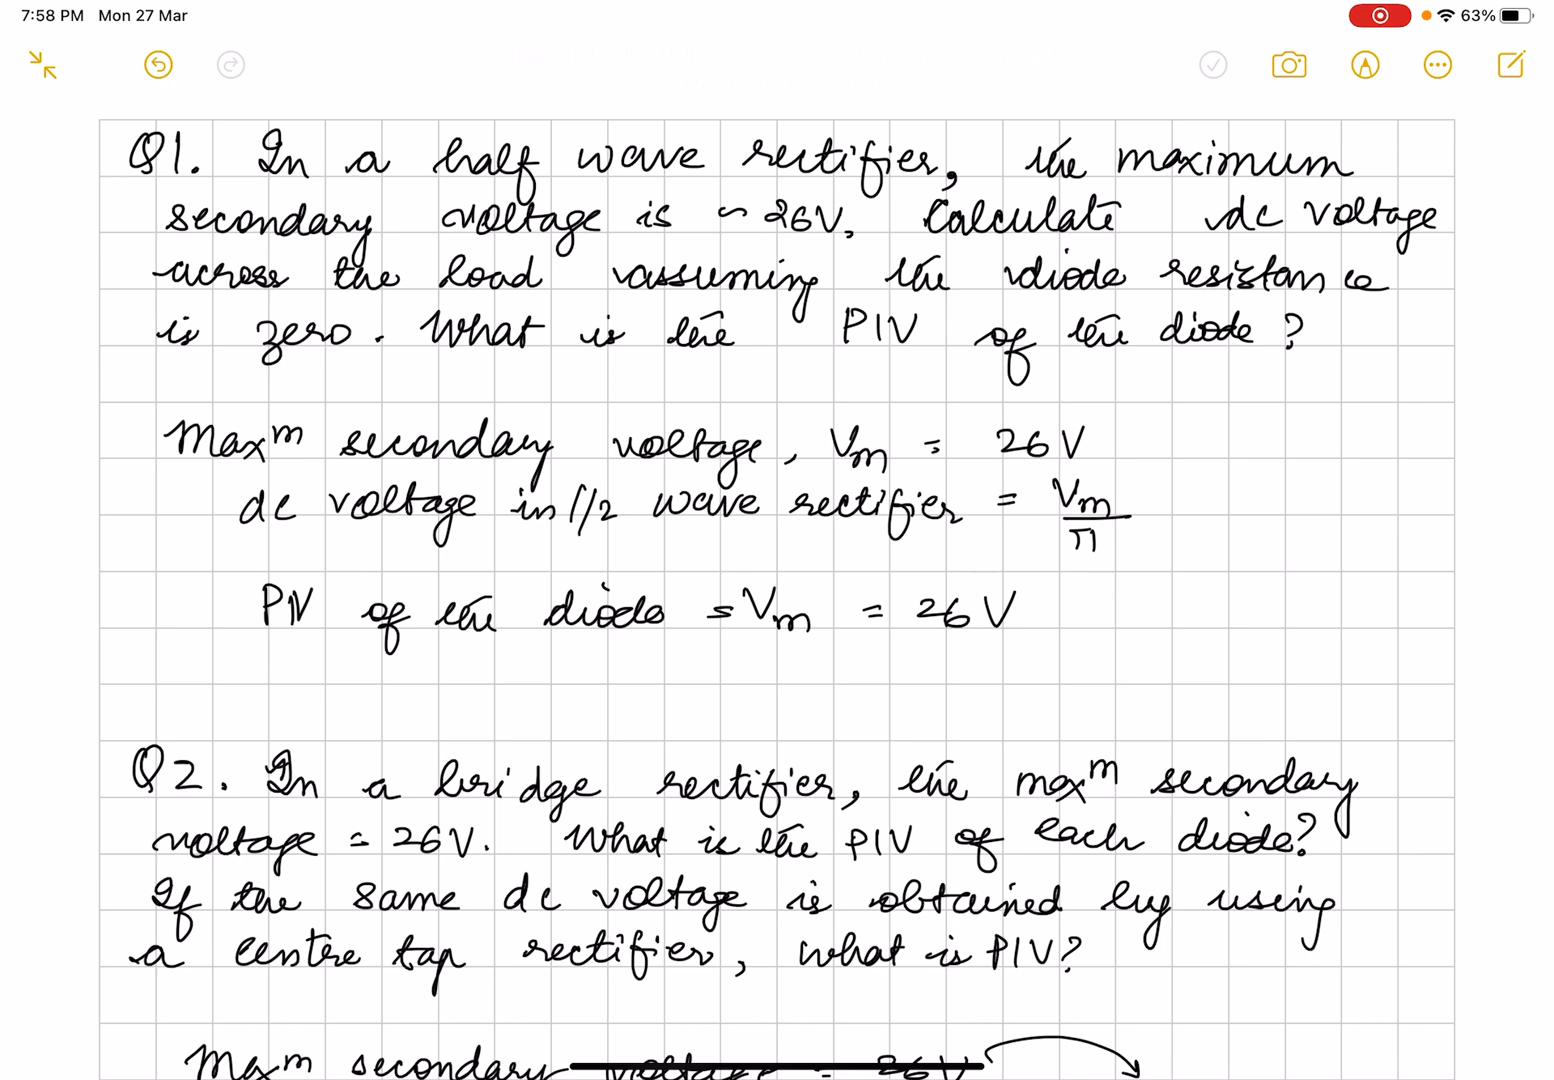 7:58 PM Mon 27 Mar 63%
Q1. In a half wave rectifier, the maximum
secondary voltage is ~ 26V. Calculate dc voltage
across the load assuming the diode resistance
is zero. What is the PIV of the diode?
Maxᵐ secondary voltage, Vm = 26 V
dc voltage in 1/2 wave rectifier = Vm/π
PIV of the diode = Vm = 26 V
Q2. In a bridge rectifier, the maxᵐ secondary
voltage = 26V. What is the PIV of each diode?
If the same dc voltage is obtained by using
a centre tap rectifier, what is PIV?
Maxᵐ secondary voltage = 26V